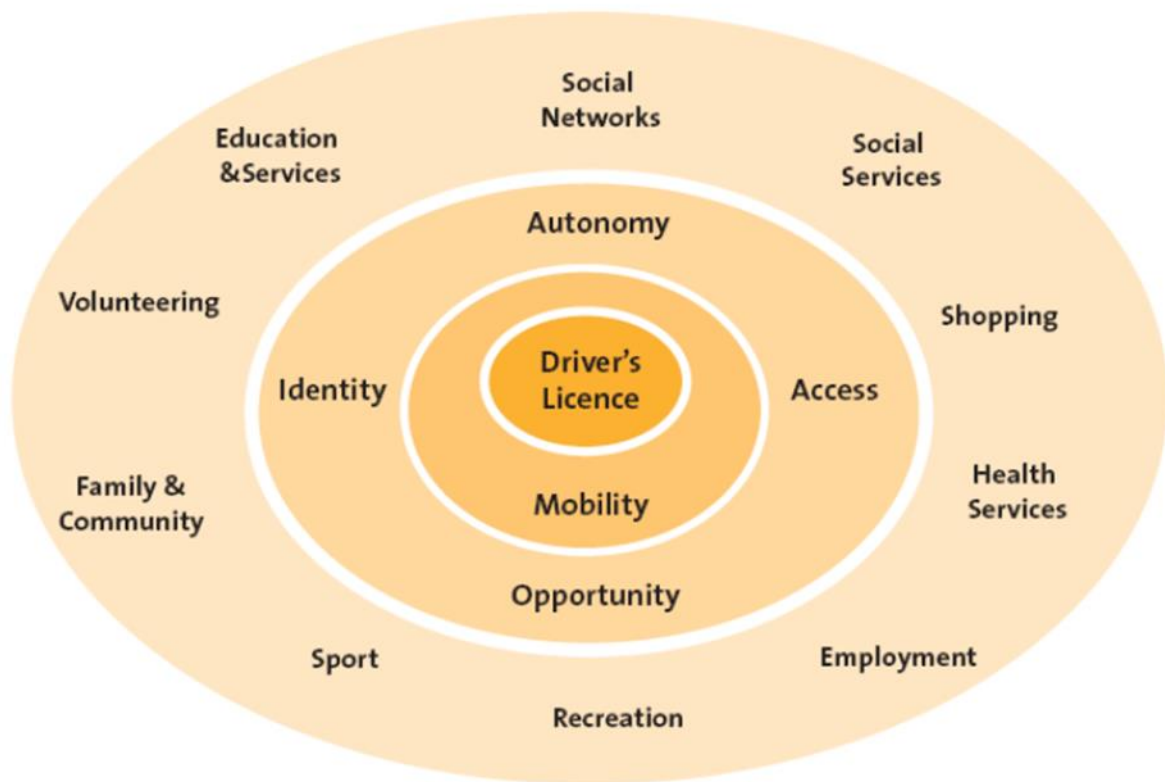 Social
Networks
Education
&Services
Social
Services
Autonomy
Volunteering
Shopping
Driver's
Licence
Identity
Access
Family &
Community
Health
Services
Mobility
Opportunity
Sport
Employment
Recreation